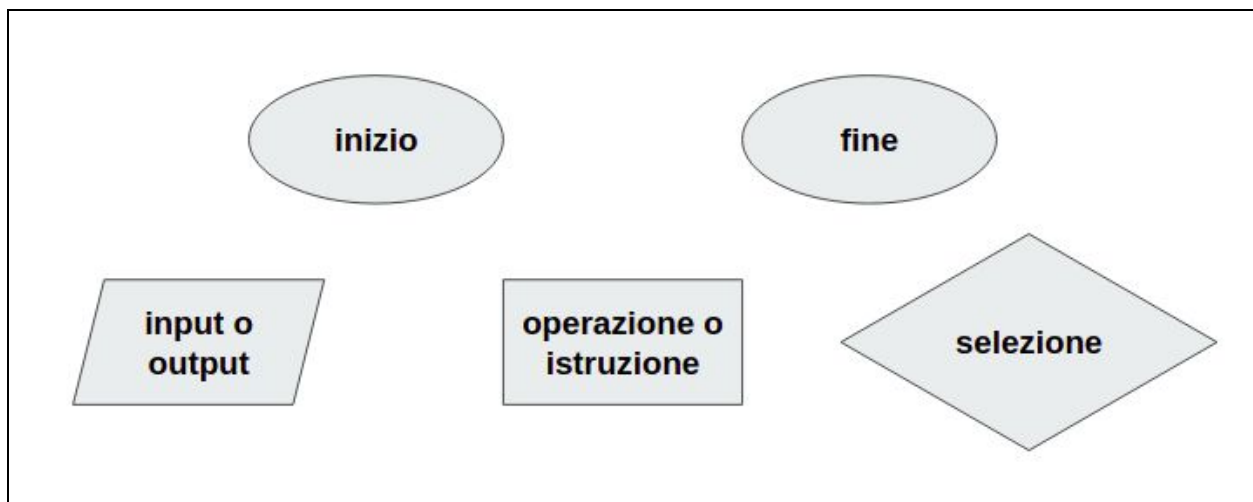 inizio
fine
input o
output
operazione o
istruzione
selezione